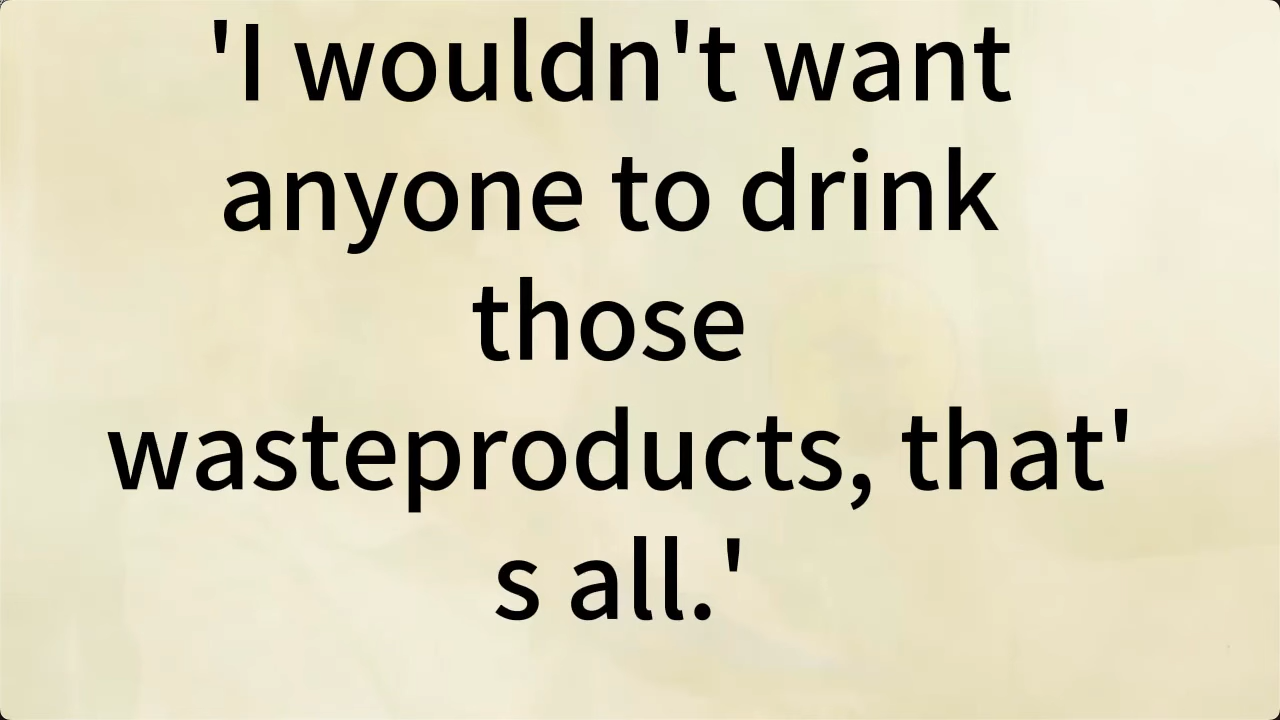 'I wouldn't want
anyone to drink
those
wasteproducts, that'
s all.'